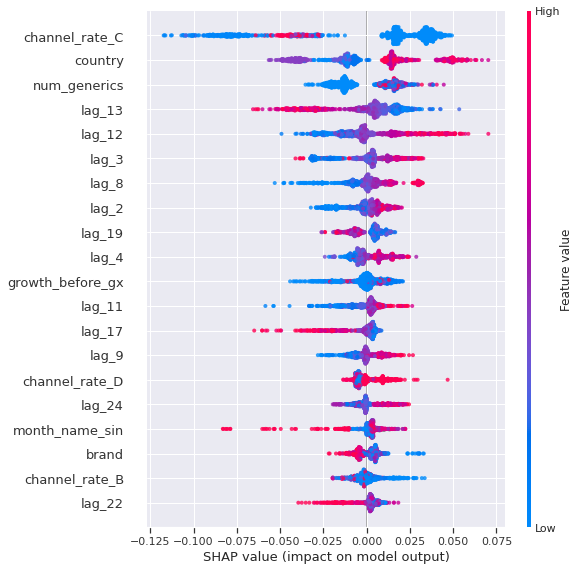 High
channel_rate_C
country
num_generics
lag_13
lag_12
lag_3
lag_8
lag_2
lag_19
lag_4
growth_before_gx
lag_11
lag_17
lag_9
channel_rate_D
lag_24
month_name_sin
brand
channel_rate_B
lag_22
Feature value
Low
−0.125 −0.100 −0.075 −0.050 −0.025 0.000 0.025 0.050 0.075
SHAP value (impact on model output)